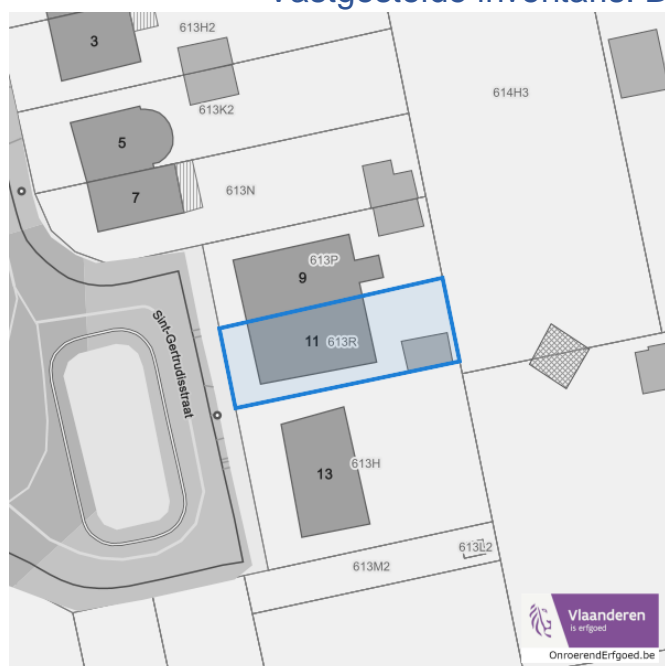 Vastgestelde Inventaris:
3
613H2
614H3
613K2
5
7
613N
613P
9
Sint-Gertrudisstraat
11 613R
13
613H
613L2
613M2
Vlaanderen
is erfgoed
OnroerendErfgoed.be